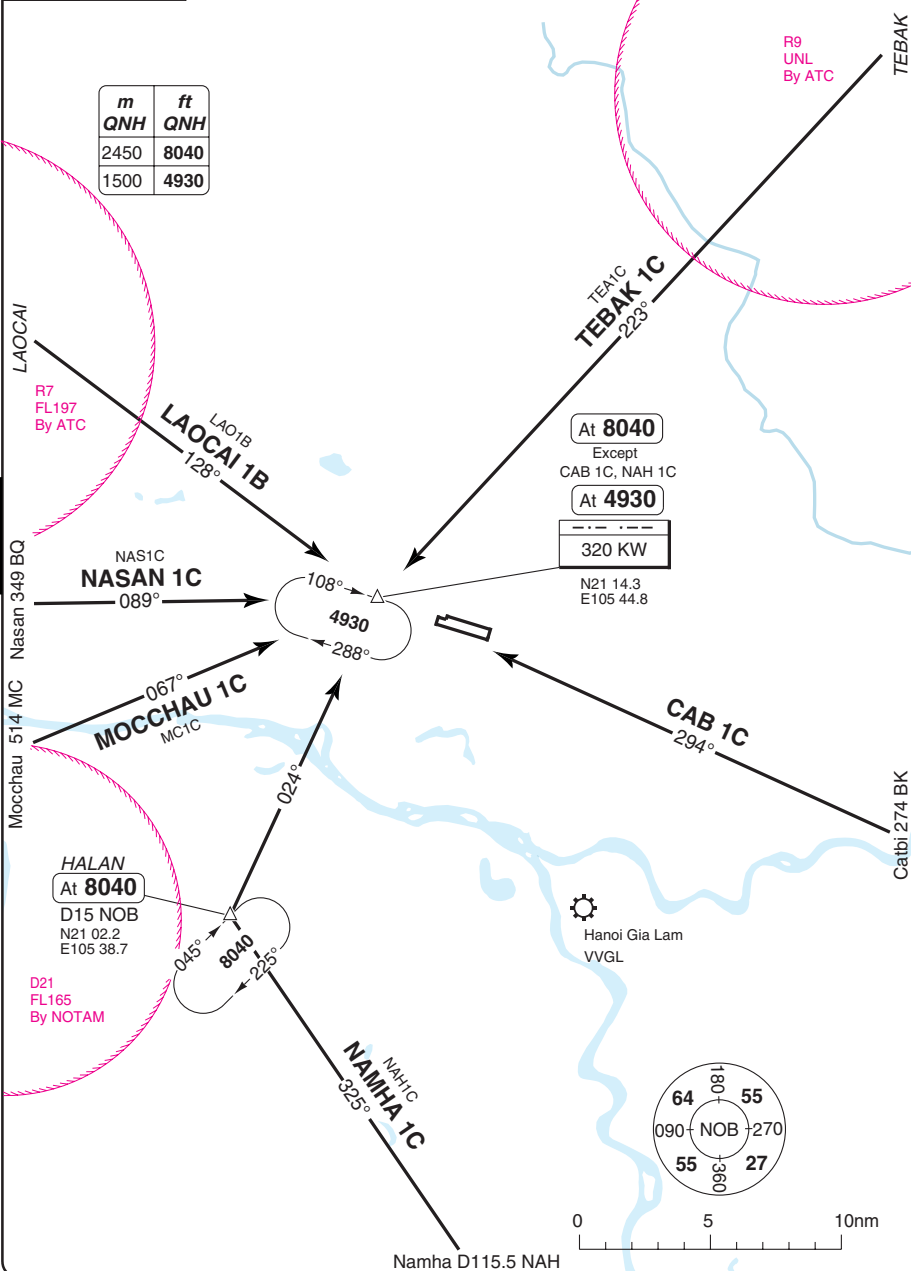 TEBAK
R9
UNL
By ATC
m ft
QNH QNH
2450 8040
1500 4930
TEA1C
TEBAK 1C
223°
LAOCAI
R7
FL197
By ATC
LAO1B
LAOCAI 1B
128°
At 8040
Except
CAB 1C, NAH 1C
At 4930
320 KW
N21 14.3
E105 44.8
Nasan 349 BQ
NAS1C
NASAN 1C
089°
108°
4930
288°
Mocchau 514 MC
067°
MOCCHAU 1C
MC1C
CAB 1C
294°
Catbi 274 BK
024°
HALAN
At 8040
D15 NOB
N21 02.2
E105 38.7
045°
8040
225°
Hanoi Gia Lam
VVGL
D21
FL165
By NOTAM
NAH1C
NAMHA 1C
325°
180
64 55
090 NOB 270
55 27
360
0 5 10nm
Namha D115.5 NAH